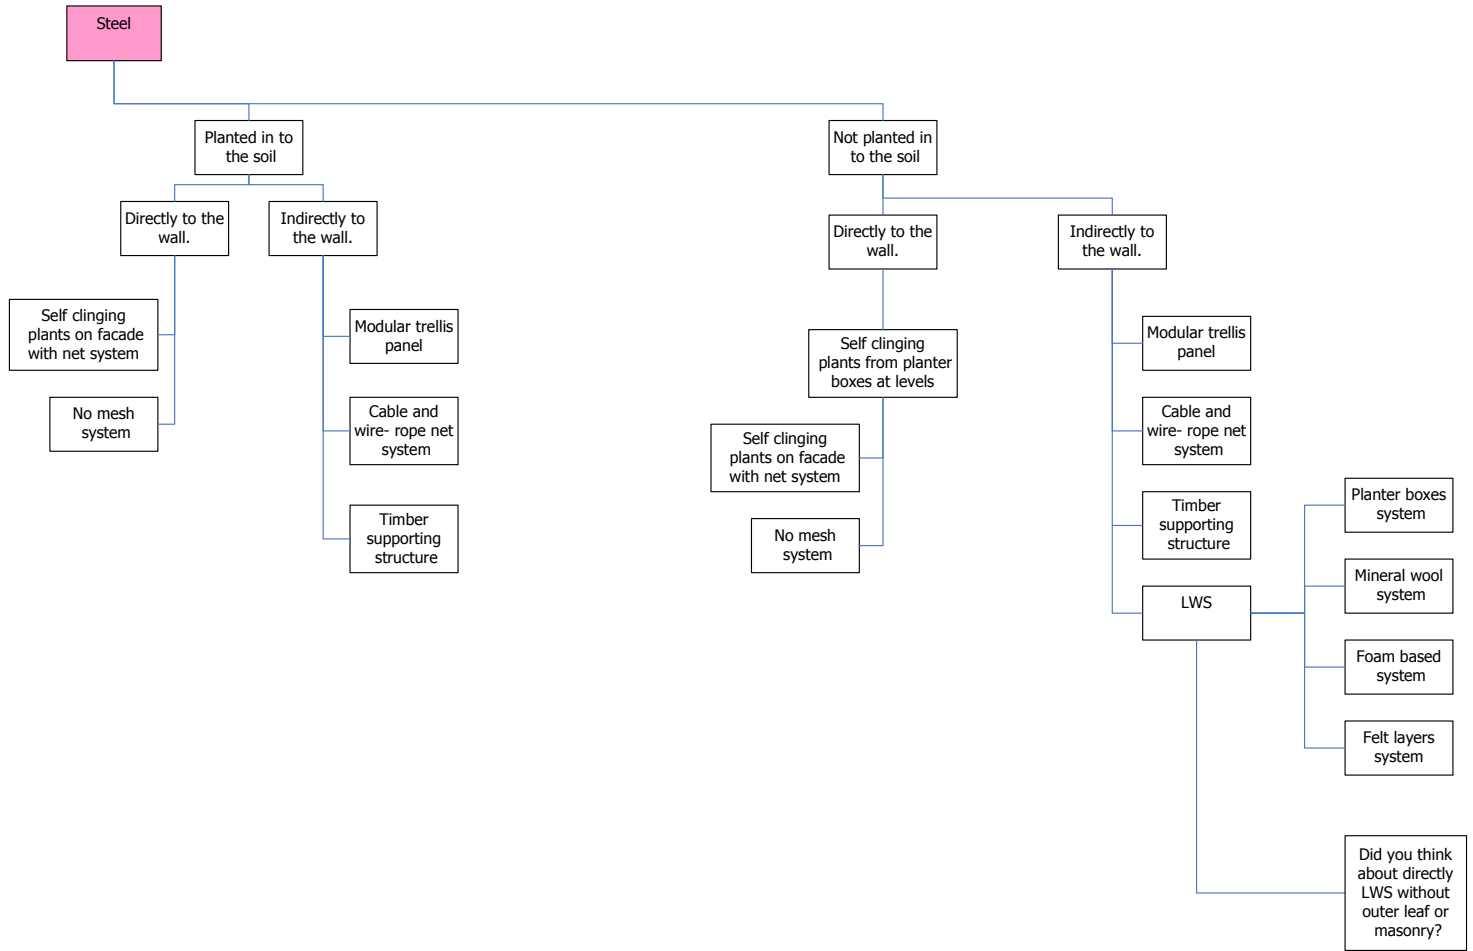 Steel
Planted in to
the soil
Not planted in
to the soil
Directly to the
wall.
Indirectly to
the wall.
Directly to the
wall.
Indirectly to
the wall.
Self clinging
plants on facade
with net system
No mesh
system
Modular trellis
panel
Cable and
wire- rope net
system
Timber
supporting
structure
Self clinging
plants from planter
boxes at levels
Self clinging
plants on facade
with net system
No mesh
system
Modular trellis
panel
Cable and
wire- rope net
system
Timber
supporting
structure
LWS
Planter boxes
system
Mineral wool
system
Foam based
system
Felt layers
system
Did you think
about directly
LWS without
outer leaf or
masonry?